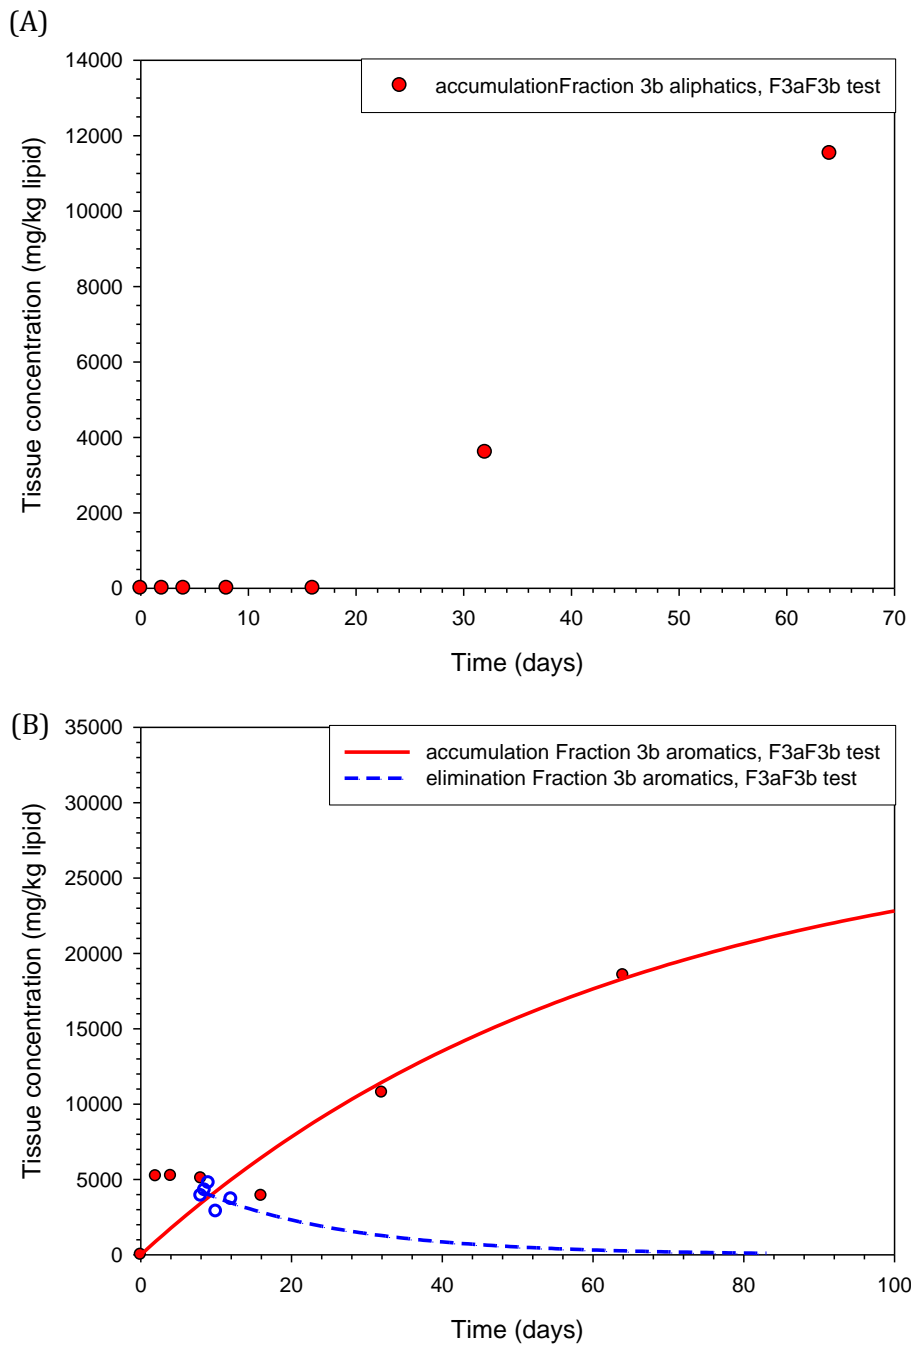 (A)
14000
12000
10000
8000
6000
4000
2000
0
Tissue concentration (mg/kg lipid)
accumulationFraction 3b aliphatics, F3aF3b test
0 10 20 30 40 50 60 70
Time (days)
(B)
35000
30000
25000
20000
15000
10000
5000
0
Tissue concentration (mg/kg lipid)
accumulation Fraction 3b aromatics, F3aF3b test
elimination Fraction 3b aromatics, F3aF3b test
0 20 40 60 80 100
Time (days)